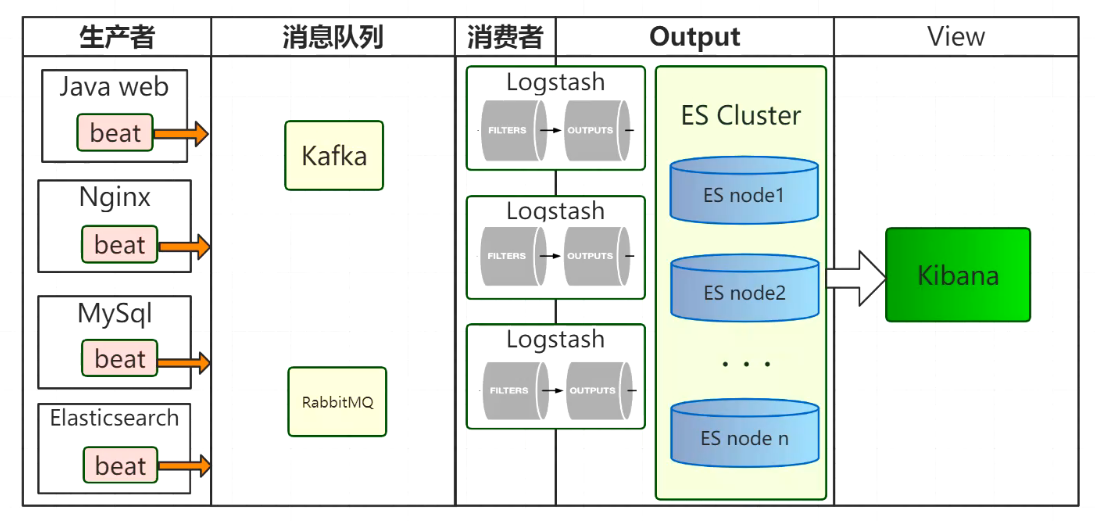 生产者
消息队列
消费者
Output
View
Java web
beat
Nginx
beat
MySql
beat
Elasticsearch
beat
Kafka
RabbitMQ
Logstash
FILTERS
OUTPUTS
Logstash
FILTERS
OUTPUTS
Logstash
FILTERS
OUTPUTS
ES Cluster
ES node1
ES node2
. . .
ES node n
Kibana